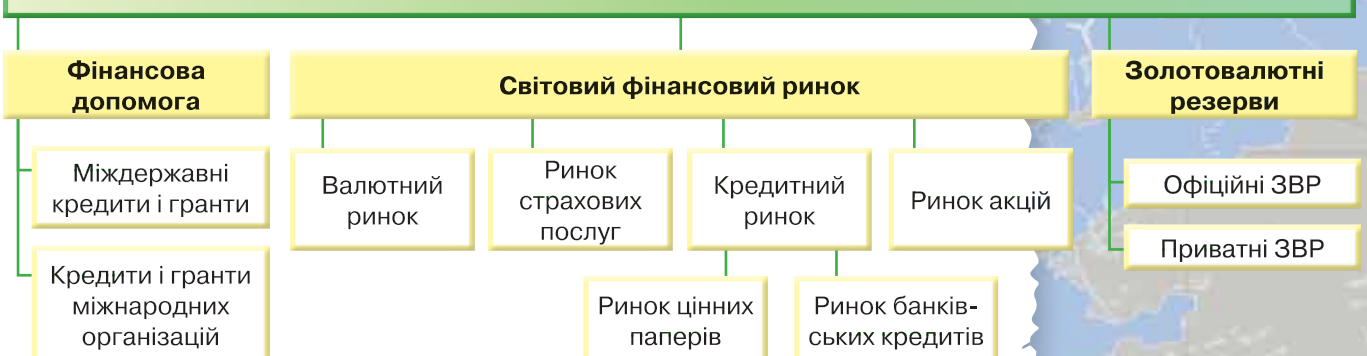 Фінансова
допомога
Світовий фінансовий ринок
Золотовалютні
резерви
Міждержавні
кредити і гранти
Кредити і гранти
міжнародних
організацій
Валютний
ринок
Ринок
страхових
послуг
Кредитний
ринок
Ринок акцій
Ринок цінних
паперів
Ринок банків-
ських кредитів
Офіційні ЗВР
Приватні ЗВР